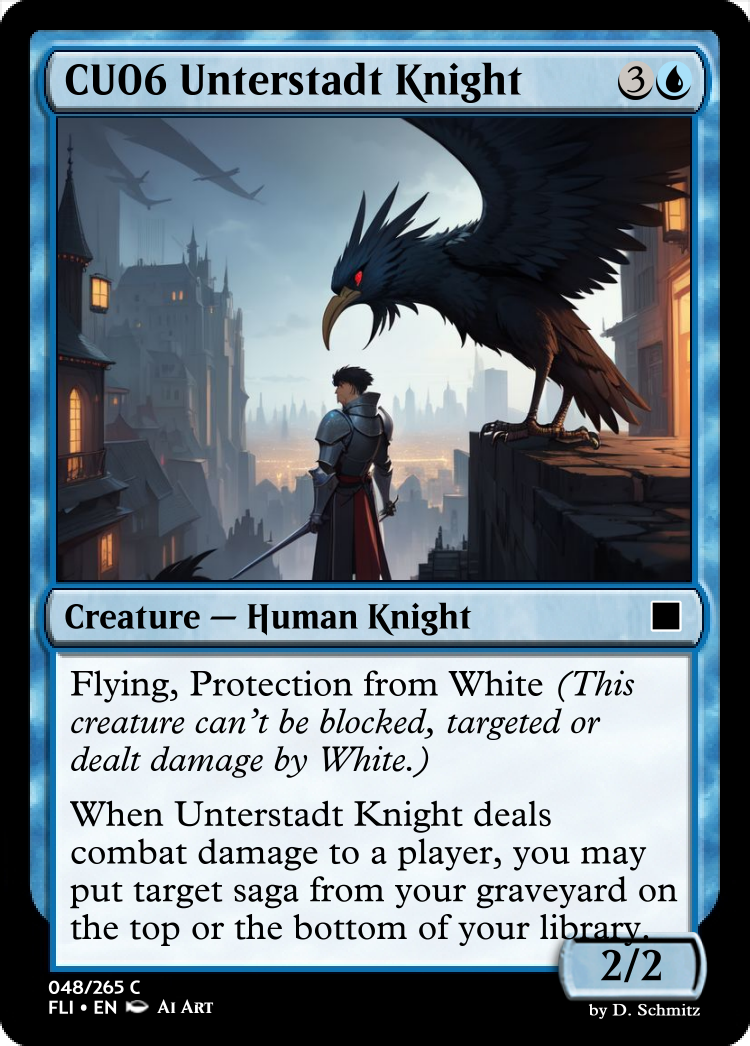 CU06 Unterstadt Knight
3
Creature — Human Knight
Flying, Protection from White (This
creature can't be blocked, targeted or
dealt damage by White.)
When Unterstadt Knight deals
combat damage to a player, you may
put target saga from your graveyard on
the top or the bottom of your library.
2/2
048/265 C
FLI • EN AI ART
by D. Schmitz